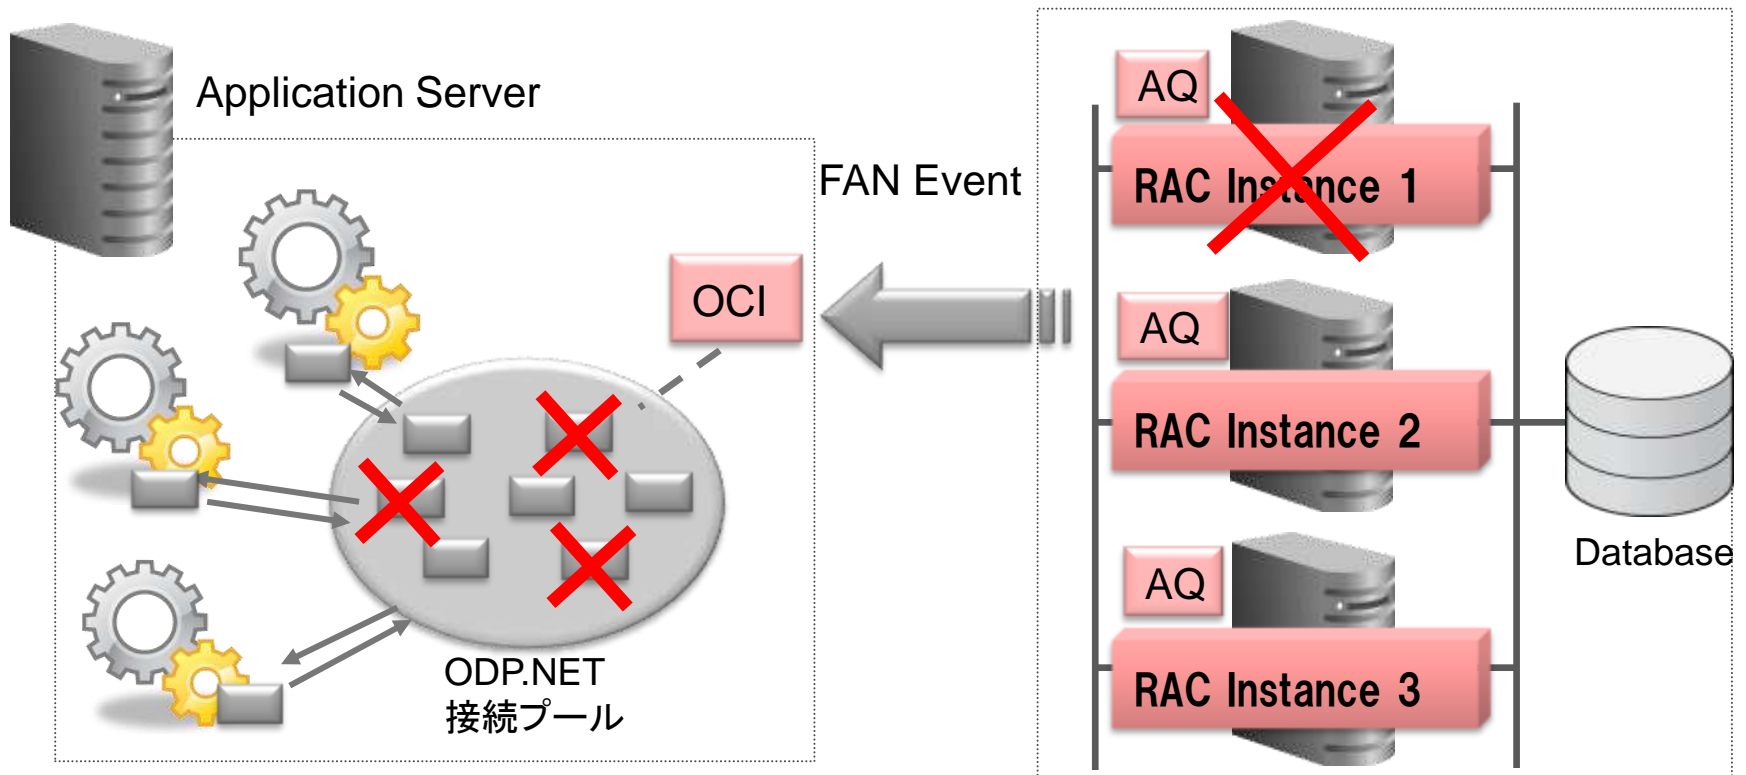 Application Server
FAN Event
OCI
ODP.NET
接続プール
AQ
RAC Instance 1
AQ
RAC Instance 2
AQ
RAC Instance 3
Database